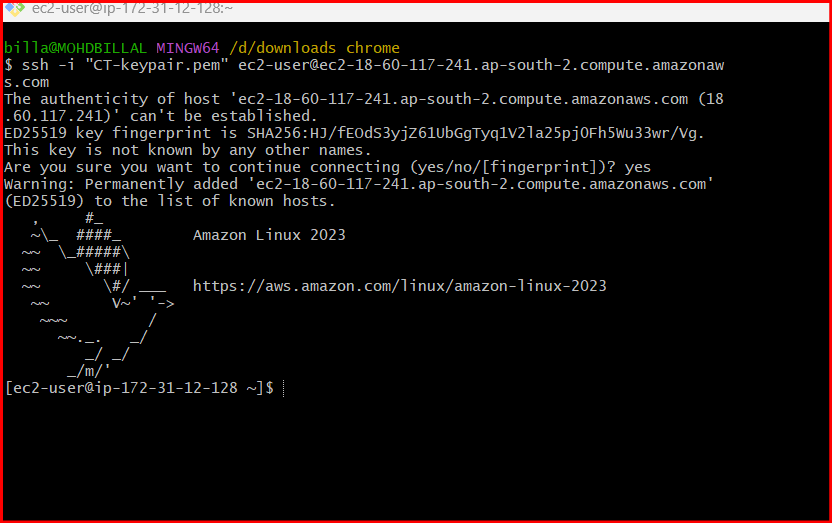 ec2-user@ip-172-31-12-128:~
billa@MOHDBILLAL MINGW64 /d/downloads chrome
$ ssh -i "CT-keypair.pem" ec2-user@ec2-18-60-117-241.ap-south-2.compute.amazonaw
s.com
The authenticity of host 'ec2-18-60-117-241.ap-south-2.compute.amazonaws.com (18
.60.117.241)' can't be established.
ED25519 key fingerprint is SHA256:HJ/fEOdS3yjZ61UbGgTyq1V2la25pjOFh5Wu33wr/Vg.
This key is not known by any other names.
Are you sure you want to continue connecting (yes/no/[fingerprint])? yes
Warning: Permanently added 'ec2-18-60-117-241.ap-south-2.compute.amazonaws.com'
(ED25519) to the list of known hosts.
   ,     #_
   ~\_  ####_        Amazon Linux 2023
  ~~  \_#####\
  ~~     \###|
  ~~       \#/ ___   https://aws.amazon.com/linux/amazon-linux-2023
   ~~       V~' '->
    ~~~         /
      ~~._.   _/
         _/ _/
       _/m/'
[ec2-user@ip-172-31-12-128 ~]$